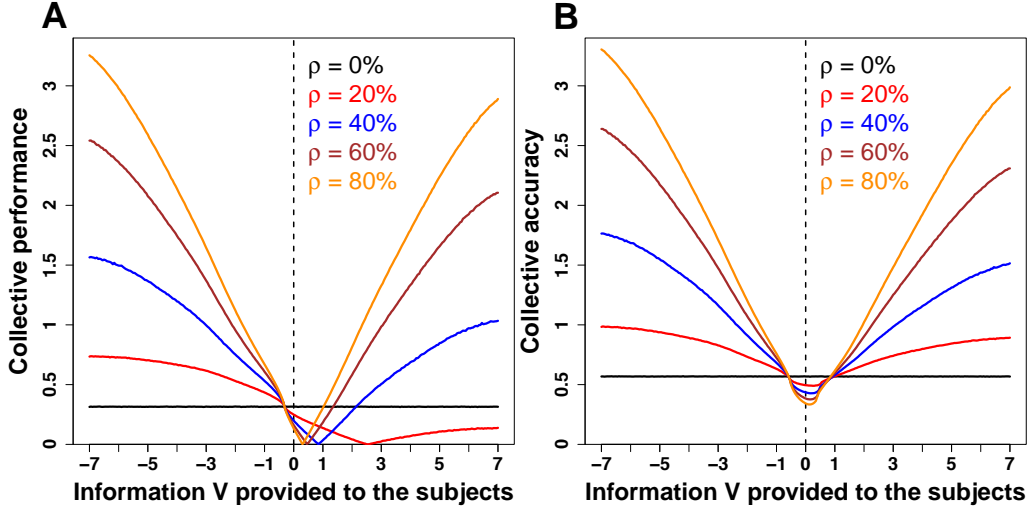 A
Collective performance
3
2.5
2
1.5
1
0.5
0
ρ = 0%
ρ = 20%
ρ = 40%
ρ = 60%
ρ = 80%
−7 −5 −3 −1 0 1 3 5 7
Information V provided to the subjects
B
Collective accuracy
3
2.5
2
1.5
1
0.5
0
ρ = 0%
ρ = 20%
ρ = 40%
ρ = 60%
ρ = 80%
−7 −5 −3 −1 0 1 3 5 7
Information V provided to the subjects